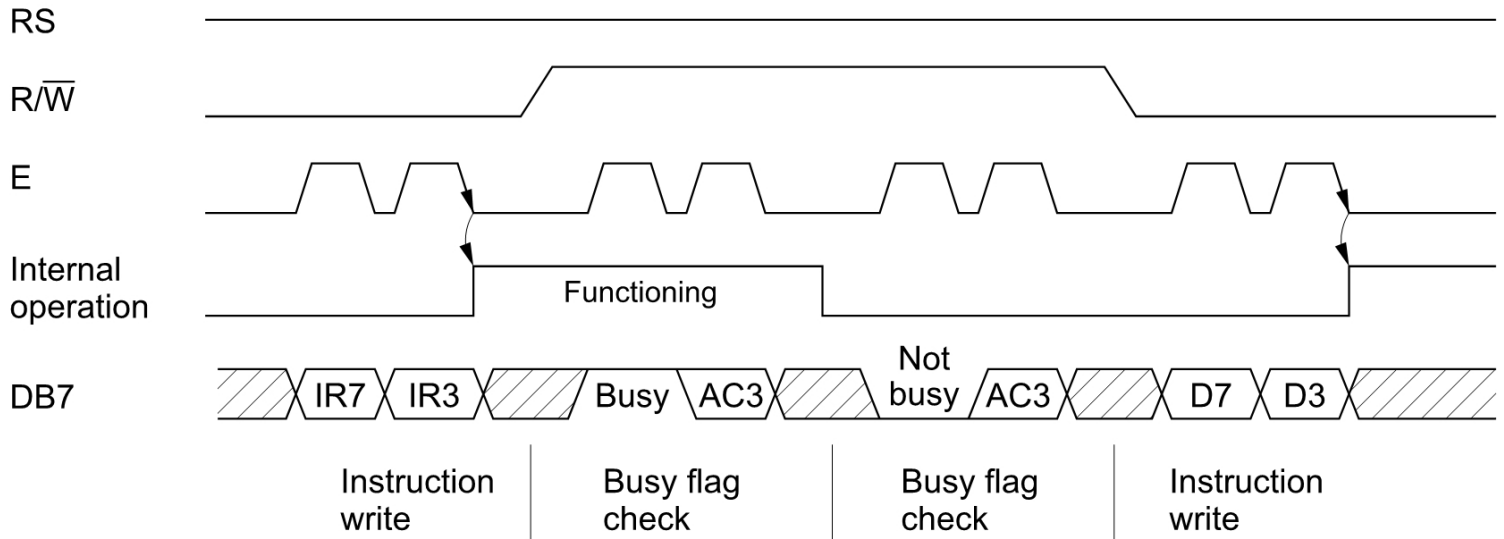 RS
R/W̅
E
Internal
operation
Functioning
DB7
IR7 IR3 Busy AC3 Not
busy AC3 D7 D3
Instruction
write
Busy flag
check
Busy flag
check
Instruction
write